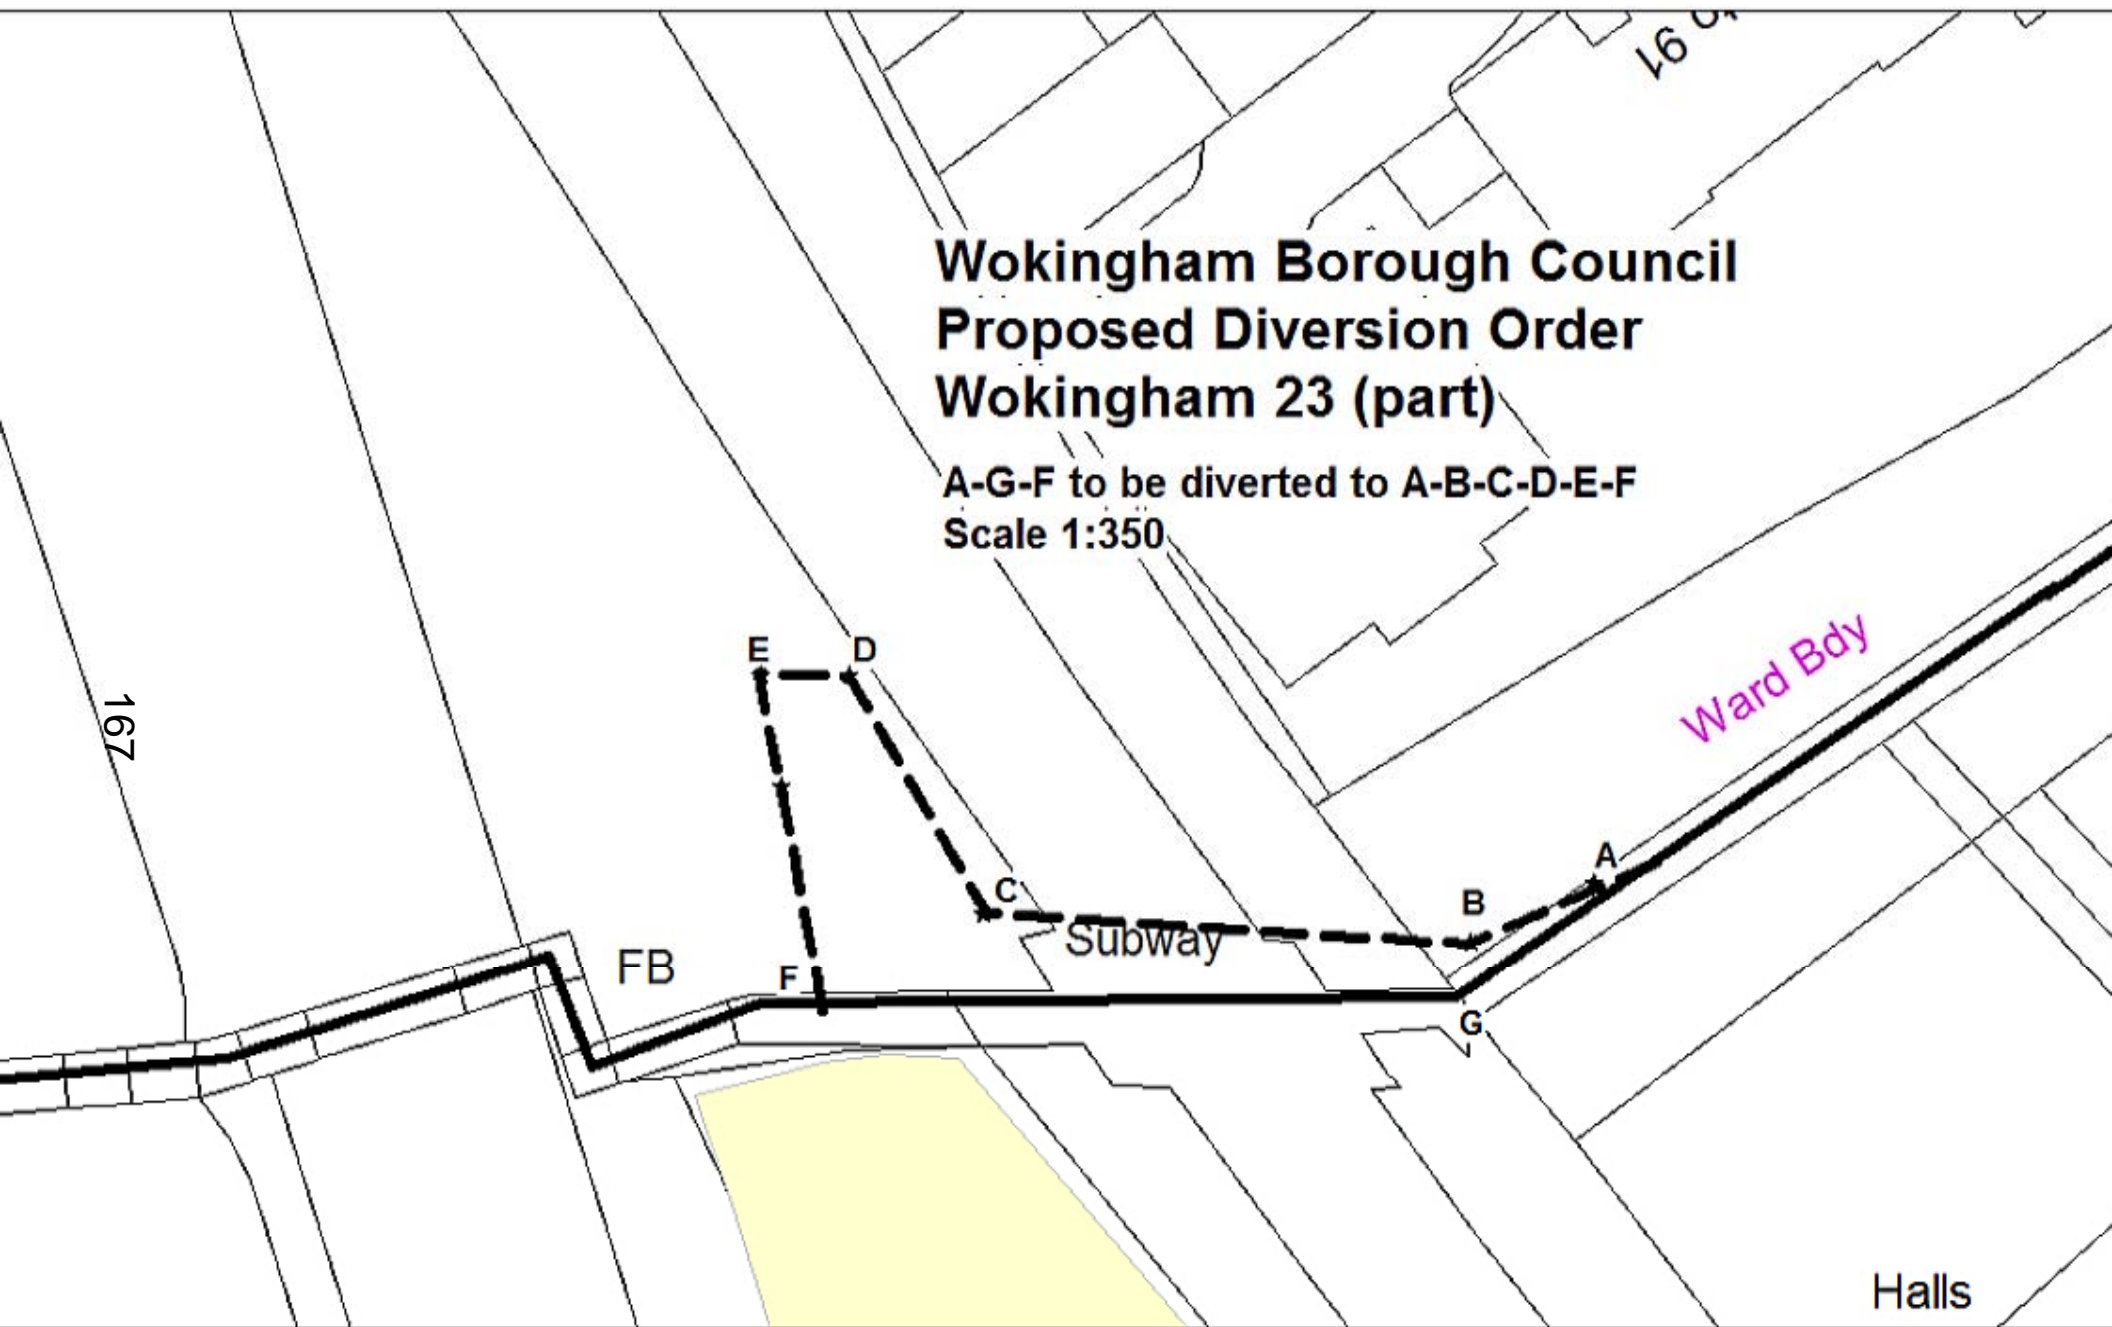 91
Wokingham Borough Council
Proposed Diversion Order
Wokingham 23 (part)
A-G-F to be diverted to A-B-C-D-E-F
Scale 1:350
Ward Bdy
E
D
167
A
C
B
Subway
FB
F
G
Halls